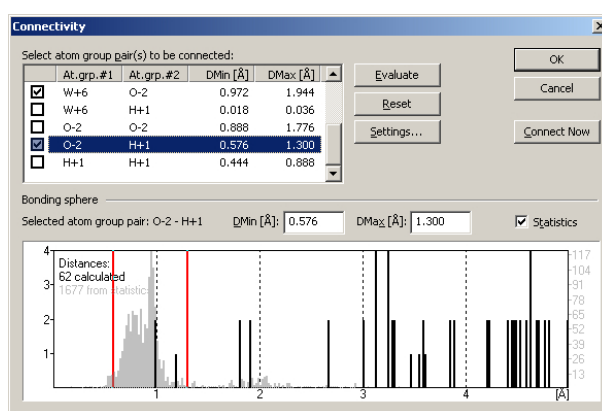 Connectivity
Select atom group pair(s) to be connected:
At.grp.#1 At.grp.#2 DMin [Å] DMax [Å]
W+6 O-2 0.972 1.944
W+6 H+1 0.018 0.036
O-2 O-2 0.888 1.776
O-2 H+1 0.576 1.300
H+1 H+1 0.444 0.888
Evaluate
Reset
Settings...
OK
Cancel
Connect Now
Bonding sphere
Selected atom group pair: O-2 - H+1 DMin [Å]: 0.576 DMax [Å]: 1.300 Statistics
Distances:
62 calculated
1677 from statistics
4
3
2
1
117
104
91
78
65
52
39
26
13
1 2 3 4 [Å]